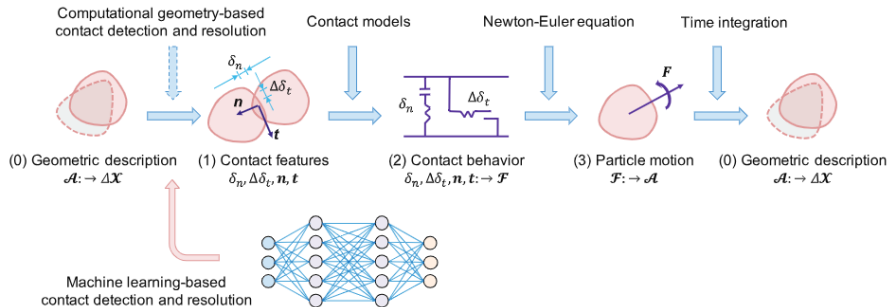 Computational geometry-based
contact detection and resolution
Contact models
Newton-Euler equation
Time integration
δn
Δδt
n
t
δn
Δδt
F
(0) Geometric description
𝒜: → ΔX
(1) Contact features
δn, Δδt, n, t
(2) Contact behavior
δn, Δδt, n, t: → ℱ
(3) Particle motion
ℱ: → 𝒜
(0) Geometric description
𝒜: → ΔX
Machine learning-based
contact detection and resolution